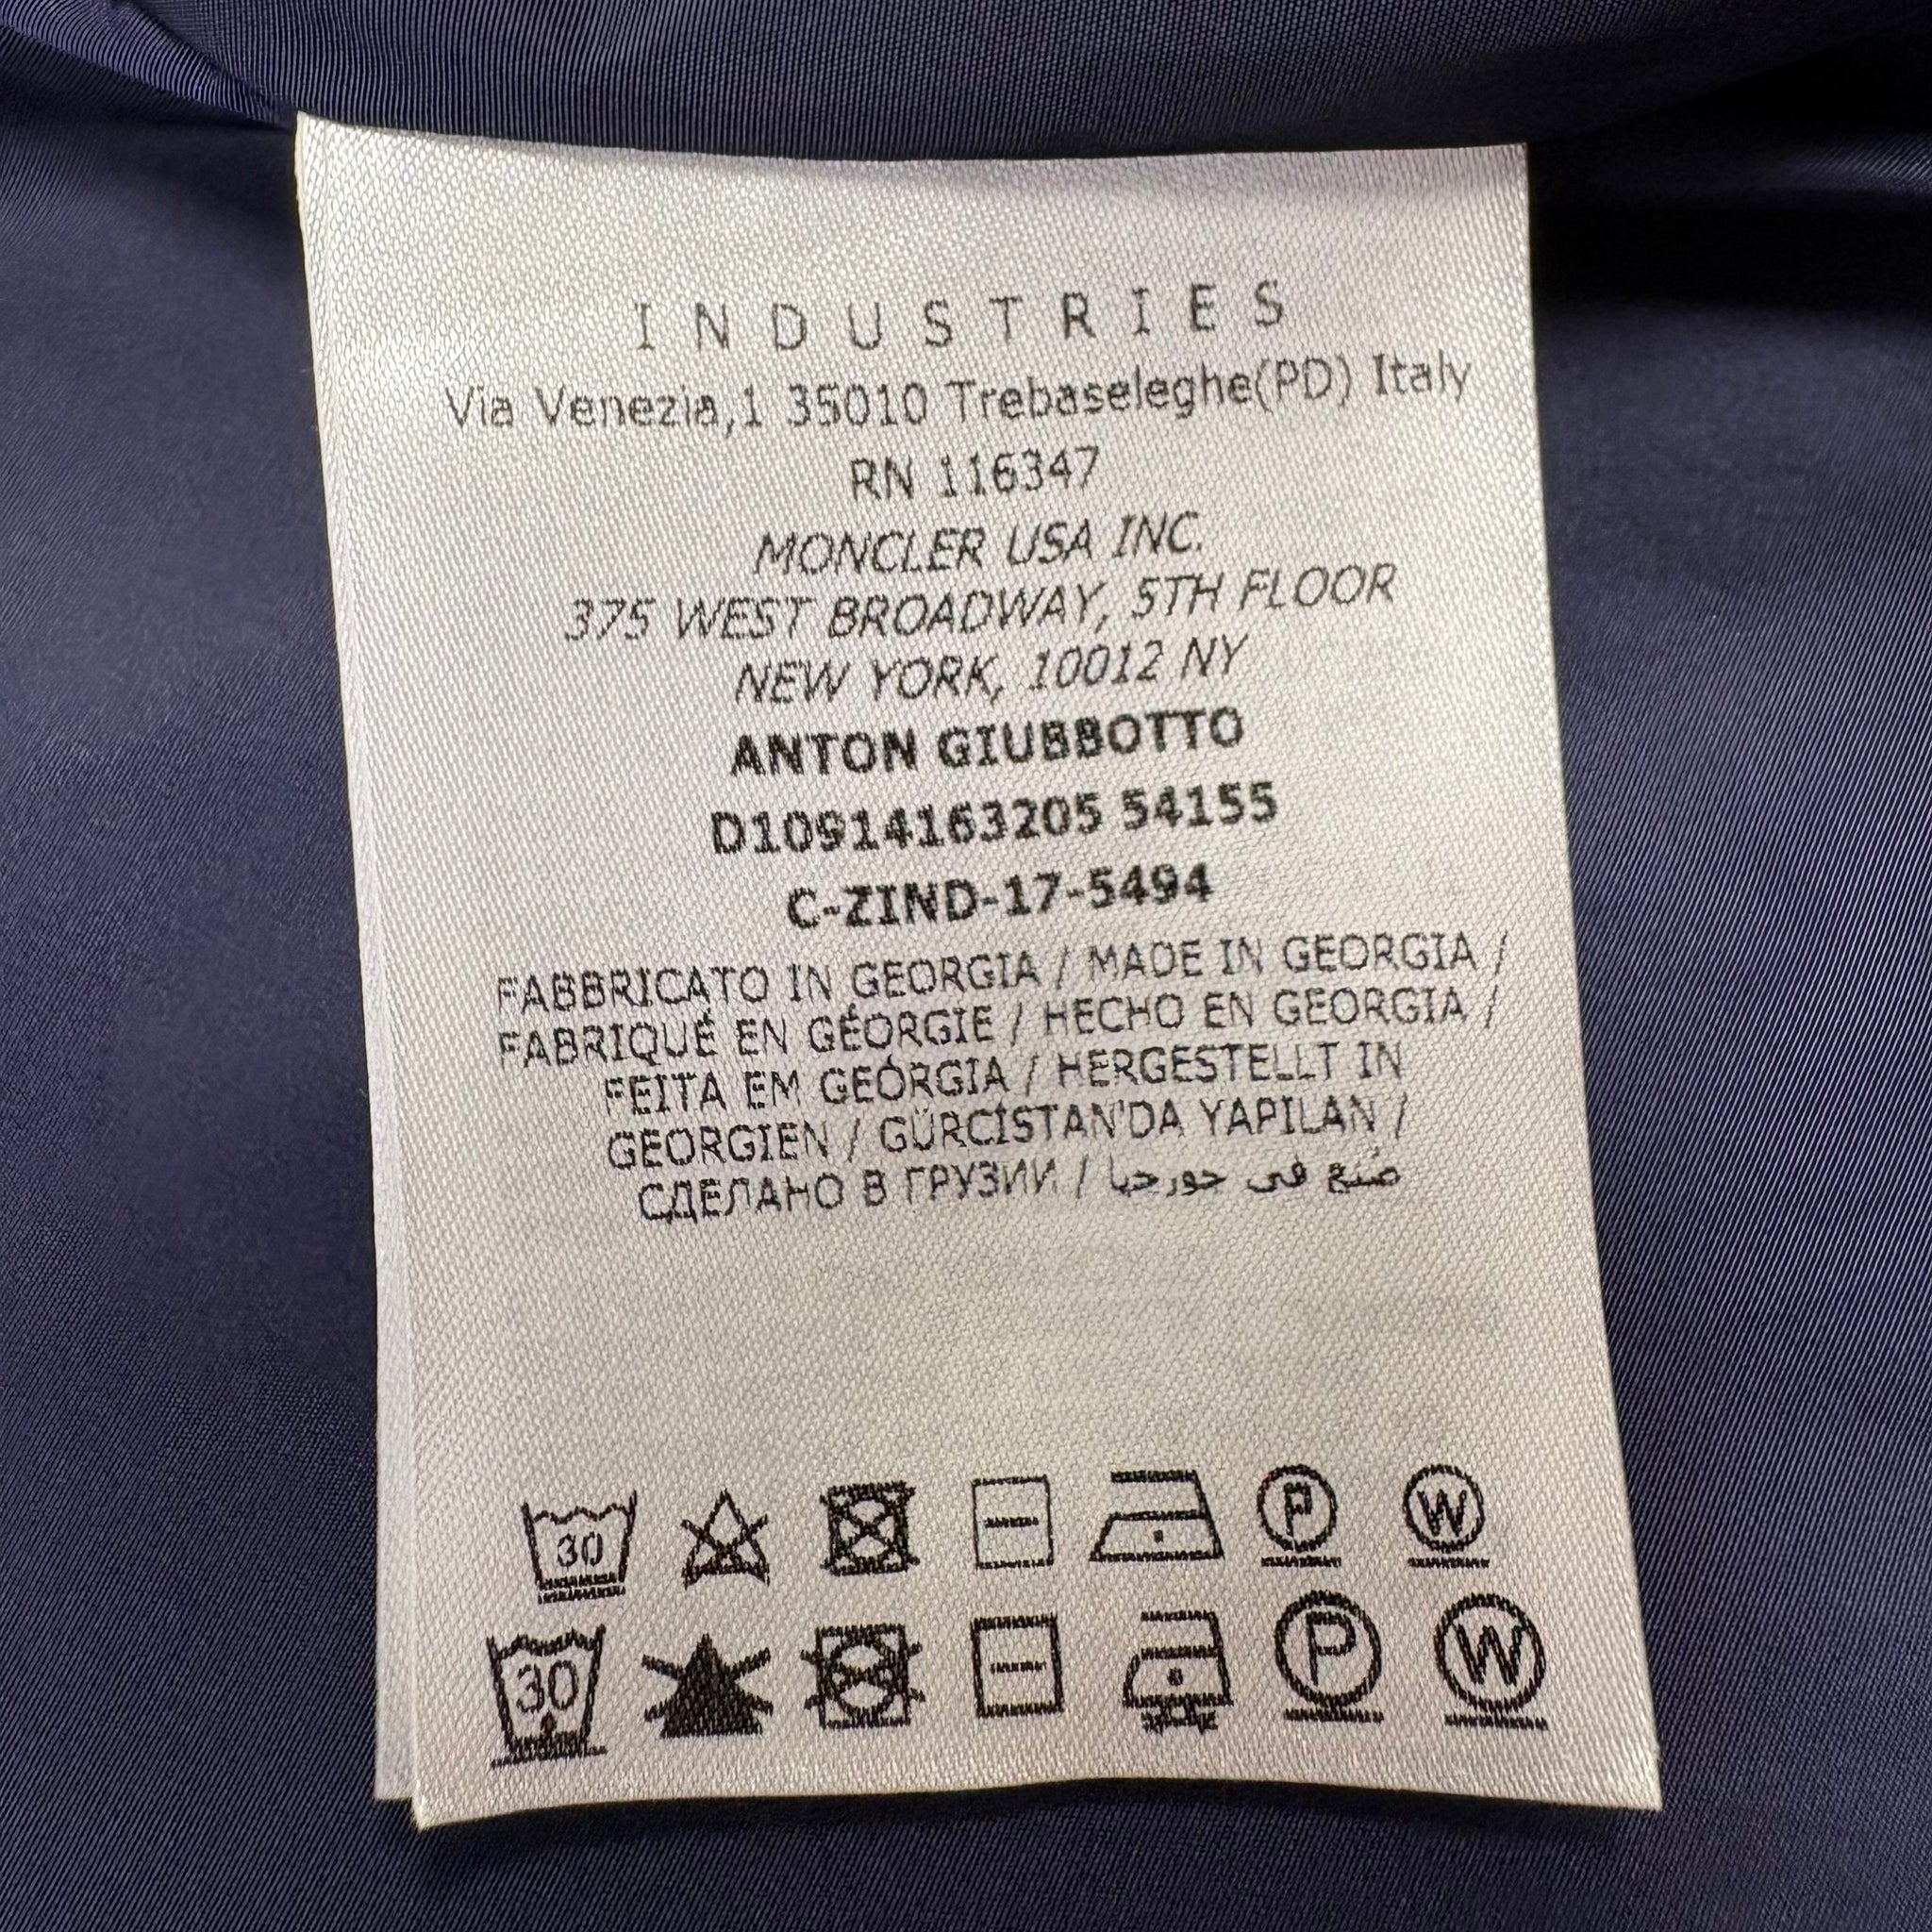 INDUSTRIES
Via Venezia,1 35010 Trebaseleghe(PD) Italy
RN 116347
MONCLER USA INC.
375 WEST BROADWAY, 5TH FLOOR
NEW YORK, 10012 NY
ANTON GIUBBOTTO
D10914163205 54155
C-ZIND-17-5494
FABBRICATO IN GEORGIA / MADE IN GEORGIA /
FABRIQUÉ EN GÉORGIE / HECHO EN GEORGIA /
FEITA EM GEÓRGIA / HERGESTELLT IN
GEORGIEN / GÜRCİSTAN'DA YAPILAN /
СДЕЛАНО В ГРУЗИИ / صُنع في جورجيا
30 P W
30 P W